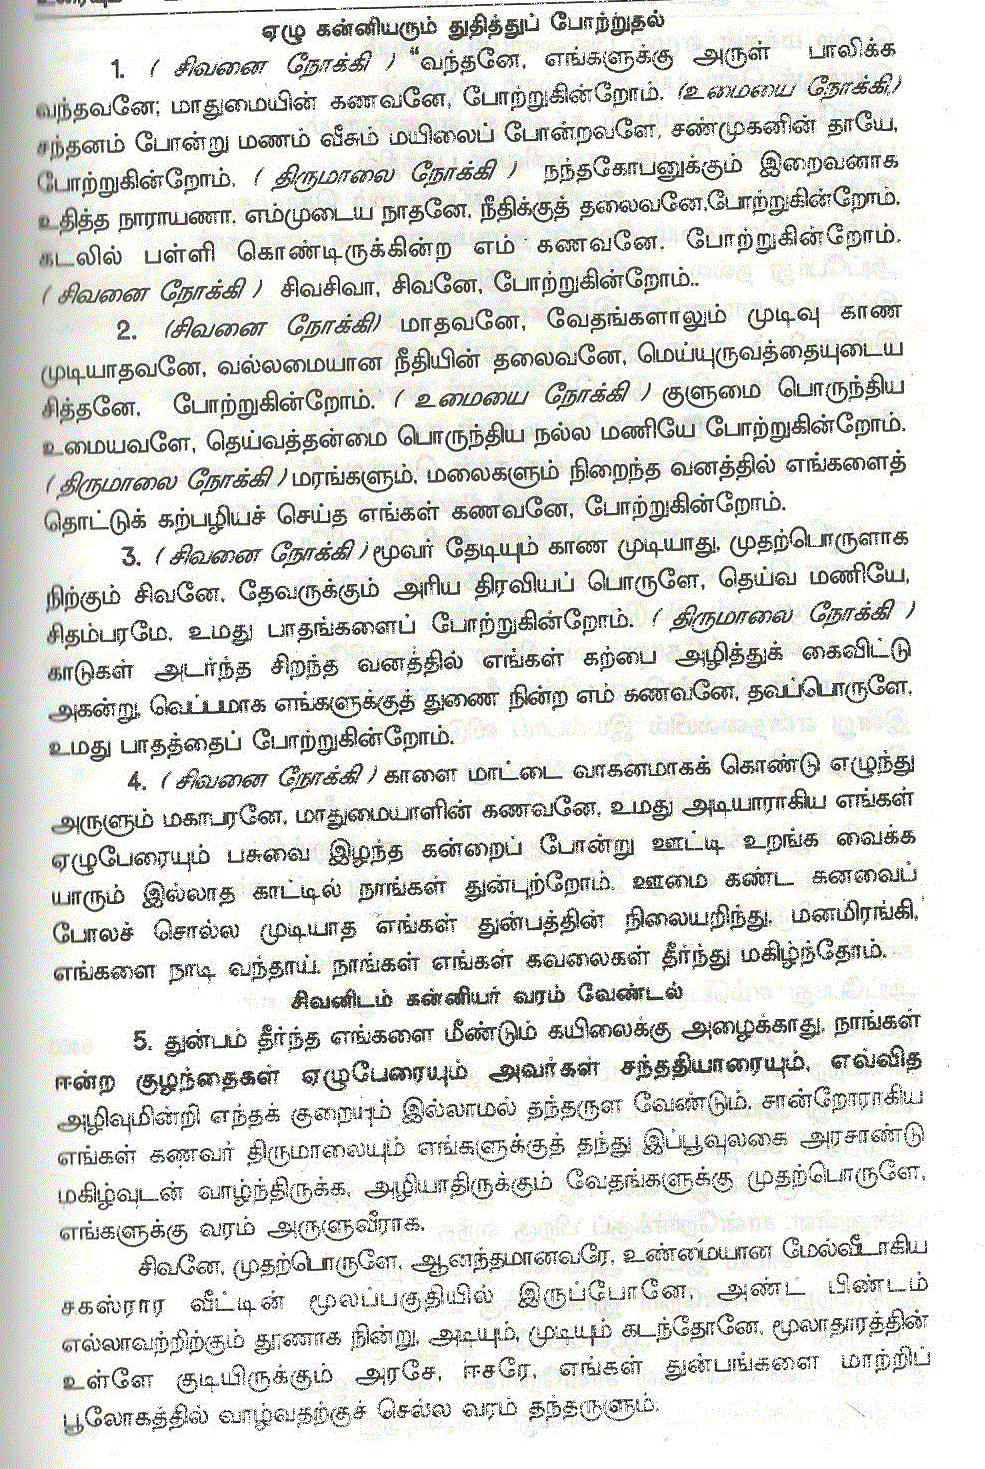 ஏழு கன்னியரும் துதித்துப் போற்றுதல்
1. ( சிவனை நோக்கி ) “வந்தனே, எங்களுக்கு அருள் பாலிக்க
வந்தவனே; மாதுமையின் கணவனே, போற்றுகின்றோம். (உமையை நோக்கி)
சந்தனம் போன்று மணம் வீசும் மயிலைப் போன்றவளே, சண்முகனின் தாயே,
போற்றுகின்றோம். ( திருமாலை நோக்கி ) நந்தகோபனுக்கும் இறைவனாக
உதித்த நாராயணா, எம்முடைய நாதனே, நீதிக்குத் தலைவனே,போற்றுகின்றோம்.
கடலில் பள்ளி கொண்டிருக்கின்ற எம் கணவனே, போற்றுகின்றோம்.
( சிவனை நோக்கி ) சிவசிவா, சிவனே, போற்றுகின்றோம்..
2. (சிவனை நோக்கி) மாதவனே, வேதங்களாலும் முடிவு காண
முடியாதவனே, வல்லமையான நீதியின் தலைவனே, மெய்யுருவத்தையுடைய
சித்தனே, போற்றுகின்றோம். ( உமையை நோக்கி ) குளுமை பொருந்திய
உமையவளே, தெய்வத்தன்மை பொருந்திய நல்ல மணியே போற்றுகின்றோம்.
( திருமாலை நோக்கி ) மரங்களும், மலைகளும் நிறைந்த வனத்தில் எங்களைத்
தொட்டுக் கற்பழியச் செய்த எங்கள் கணவனே, போற்றுகின்றோம்.
3. ( சிவனை நோக்கி ) மூவர் தேடியும் காண முடியாது, முதற்பொருளாக
நிற்கும் சிவனே, தேவருக்கும் அரிய திரவியப் பொருளே, தெய்வ மணியே,
சிதம்பரமே, உமது பாதங்களைப் போற்றுகின்றோம். ( திருமாலை நோக்கி )
காடுகள் அடர்ந்த சிறந்த வனத்தில் எங்கள் கற்பை அழித்துக் கைவிட்டு
அகன்று, வெப்பமாக எங்களுக்குத் துணை நின்ற எம் கணவனே, தவப்பொருளே,
உமது பாதத்தைப் போற்றுகின்றோம்.
4. ( சிவனை நோக்கி ) காளை மாட்டை வாகனமாகக் கொண்டு எழுந்து
அருளும் மகாபரனே, மாதுமையாளின் கணவனே, உமது அடியாராகிய எங்கள்
ஏழுபேரையும் பசுவை இழந்த கன்றைப் போன்று ஊட்டி உறங்க வைக்க
யாரும் இல்லாத காட்டில் நாங்கள் துன்புற்றோம். ஊமை கண்ட கனவைப்
போலச் சொல்ல முடியாத எங்கள் துன்பத்தின் நிலையறிந்து, மனமிரங்கி,
எங்களை நாடி வந்தாய். நாங்கள் எங்கள் கவலைகள் தீர்ந்து மகிழ்ந்தோம்.
சிவனிடம் கன்னியர் வரம் வேண்டல்
5. துன்பம் தீர்ந்த எங்களை மீண்டும் கயிலைக்கு அழைக்காது, நாங்கள்
ஈன்ற குழந்தைகள் ஏழுபேரையும் அவர்கள் சந்ததியாரையும், எவ்வித
அழிவுமின்றி எந்தக் குறையும் இல்லாமல் தந்தருள வேண்டும். சான்றோராகிய
எங்கள் கணவர் திருமாலையும் எங்களுக்குத் தந்து இப்பூவுலகை அரசாண்டு
மகிழ்வுடன் வாழ்ந்திருக்க, அழியாதிருக்கும் வேதங்களுக்கு முதற்பொருளே,
எங்களுக்கு வரம் அருளுவீராக.
சிவனே, முதற்பொருளே, ஆனந்தமானவரே, உண்மையான மேல்வீடாகிய
சகஸ்ரார வீட்டின் மூலப்பகுதியில் இருப்போனே, அண்ட பிண்டம்
எல்லாவற்றிற்கும் தூணாக நின்று, அடியும், முடியும் கடந்தோனே, மூலாதாரத்தின்
உள்ளே குடியிருக்கும் அரசே, ஈசரே, எங்கள் துன்பங்களை மாற்றிப்
பூலோகத்தில் வாழ்வதற்குச் செல்ல வரம் தந்தருளும்.